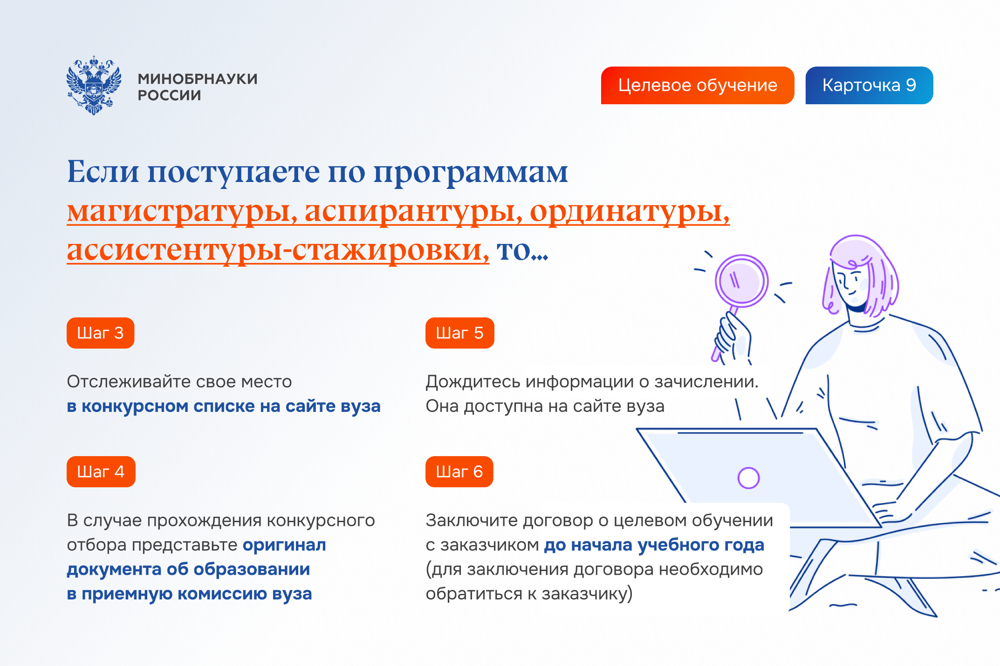 МИНОБРНАУКИ
РОССИИ
Целевое обучение
Карточка 9
Если поступаете по программам
магистратуры, аспирантуры, ординатуры,
ассистентуры-стажировки, то...
Шаг 3
Отслеживайте свое место
в конкурсном списке на сайте вуза
Шаг 4
В случае прохождения конкурсного
отбора представьте оригинал
документа об образовании
в приемную комиссию вуза
Шаг 5
Дождитесь информации о зачислении.
Она доступна на сайте вуза
Шаг 6
Заключите договор о целевом обучении
с заказчиком до начала учебного года
(для заключения договора необходимо
обратиться к заказчику)